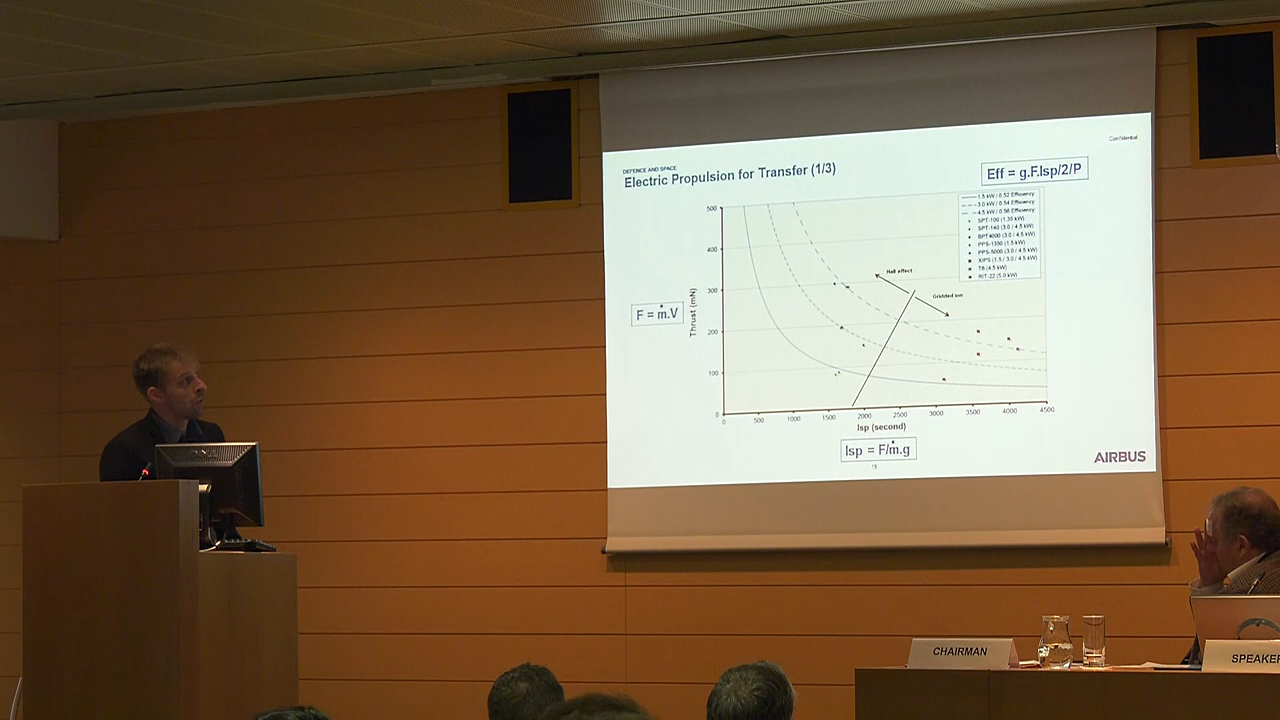 Confidential
DEFENCE AND SPACE
Electric Propulsion for Transfer (1/3)
Eff = g.F.Isp/2/P
1.5 kW / 0.52 Efficiency
3.0 kW / 0.54 Efficiency
4.5 kW / 0.56 Efficiency
SPT-100 (1.35 kW)
SPT-140 (3.0 / 4.5 kW)
BPT4000 (3.0 / 4.5 kW)
PPS-1350 (1.5 kW)
PPS-5000 (3.0 / 4.5 kW)
XIPS (1.5 / 3.0 / 4.5 kW)
T6 (4.5 kW)
RIT-22 (5.0 kW)
500
400
300
200
100
0
Thrust (mN)
F = ṁ.V
Hall effect
Gridded ion
0 500 1000 1500 2000 2500 3000 3500 4000 4500
Isp (second)
Isp = F/ṁ.g
AIRBUS
DELL
CHAIRMAN
SPEAKER